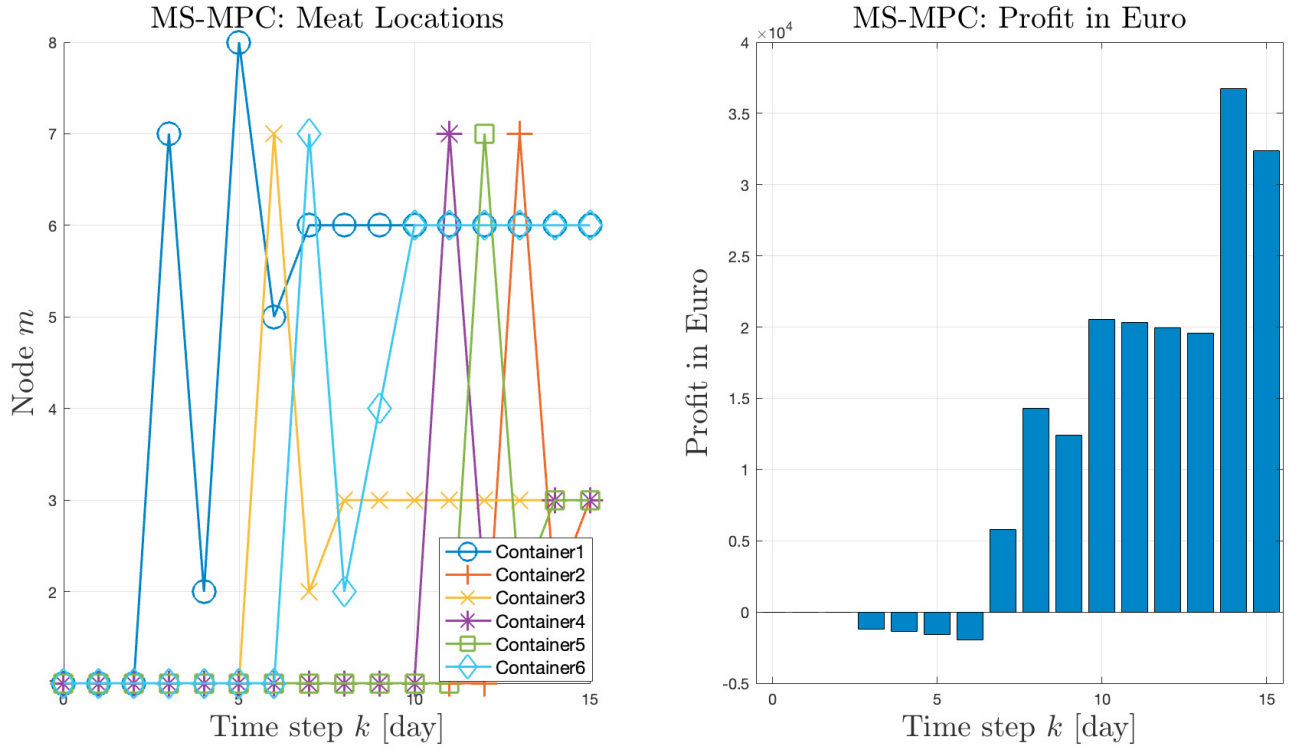 MS-MPC: Meat Locations
8
7
6
5
4
3
2
Node m
0
5
10
15
Time step k [day]
Container1
Container2
Container3
Container4
Container5
Container6
MS-MPC: Profit in Euro
×10⁴
4
3.5
3
2.5
2
1.5
1
0.5
0
-0.5
Profit in Euro
0
5
10
15
Time step k [day]